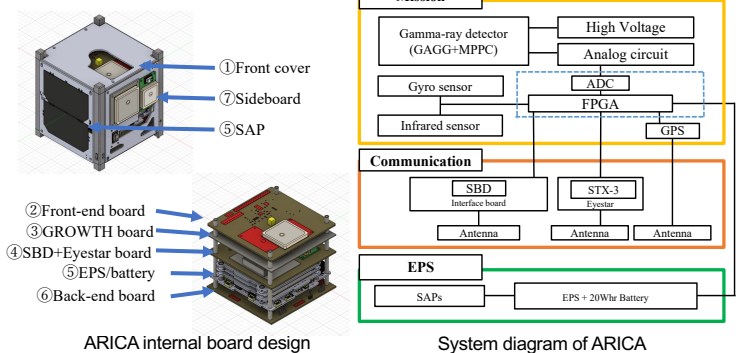 ①Front cover
⑦Sideboard
⑤SAP
②Front-end board
③GROWTH board
④SBD+Eyestar board
⑤EPS/battery
⑥Back-end board
ARICA internal board design
Mission
Gamma-ray detector
(GAGG+MPPC)
High Voltage
Analog circuit
Gyro sensor
ADC
FPGA
Infrared sensor
GPS
Communication
SBD
Interface board
STX-3
Eyestar
Antenna
Antenna
Antenna
EPS
SAPs
EPS + 20Whr Battery
System diagram of ARICA